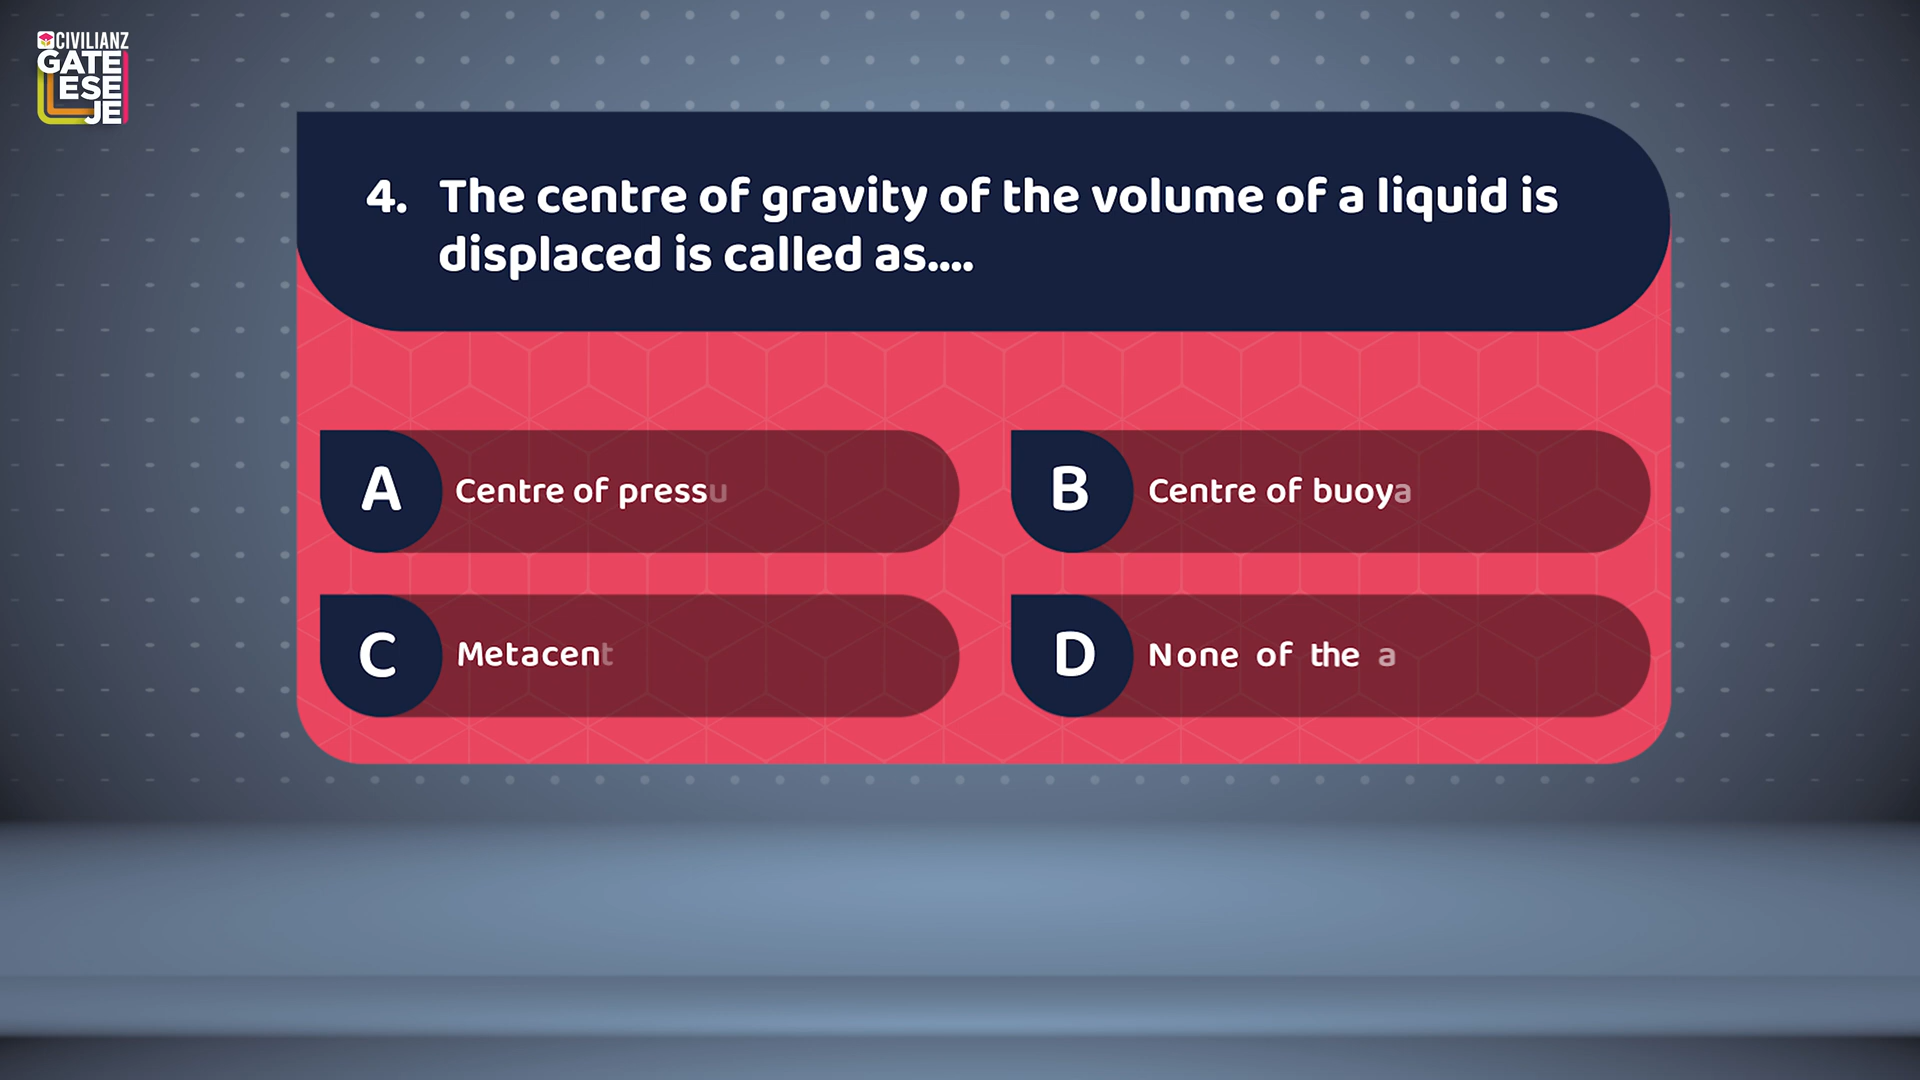 CIVILIANZ
GATE
ESE
JE
4. The centre of gravity of the volume of a liquid is
displaced is called as....
A Centre of pressu
B Centre of buoya
C Metacent
D None of the a